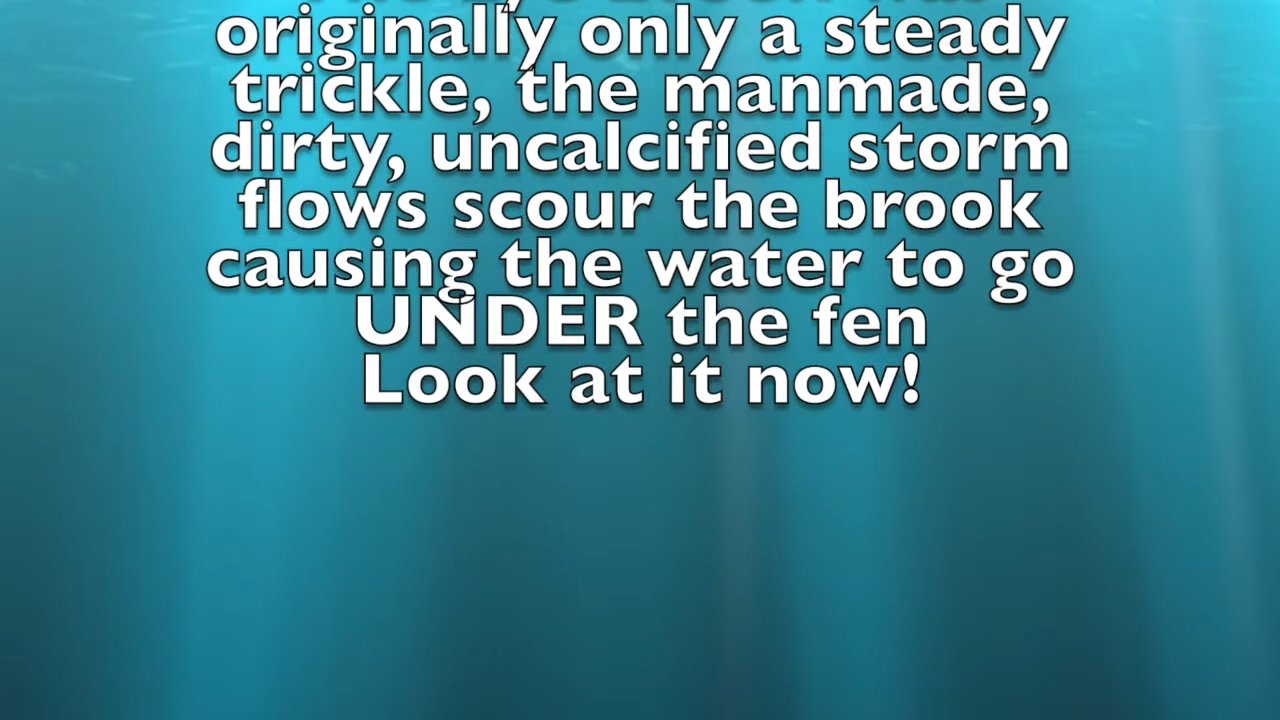 originally only a steady
trickle, the manmade,
dirty, uncalcified storm
flows scour the brook
causing the water to go
UNDER the fen
Look at it now!